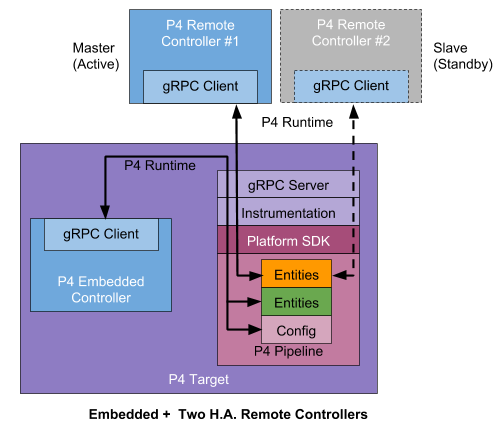 P4 Remote
Controller #1
P4 Remote
Controller #2
Master
(Active)
Slave
(Standby)
gRPC Client
gRPC Client
P4 Runtime
P4 Runtime
gRPC Server
Instrumentation
gRPC Client
Platform SDK
P4 Embedded
Controller
Entities
Entities
Config
P4 Pipeline
P4 Target
Embedded + Two H.A. Remote Controllers